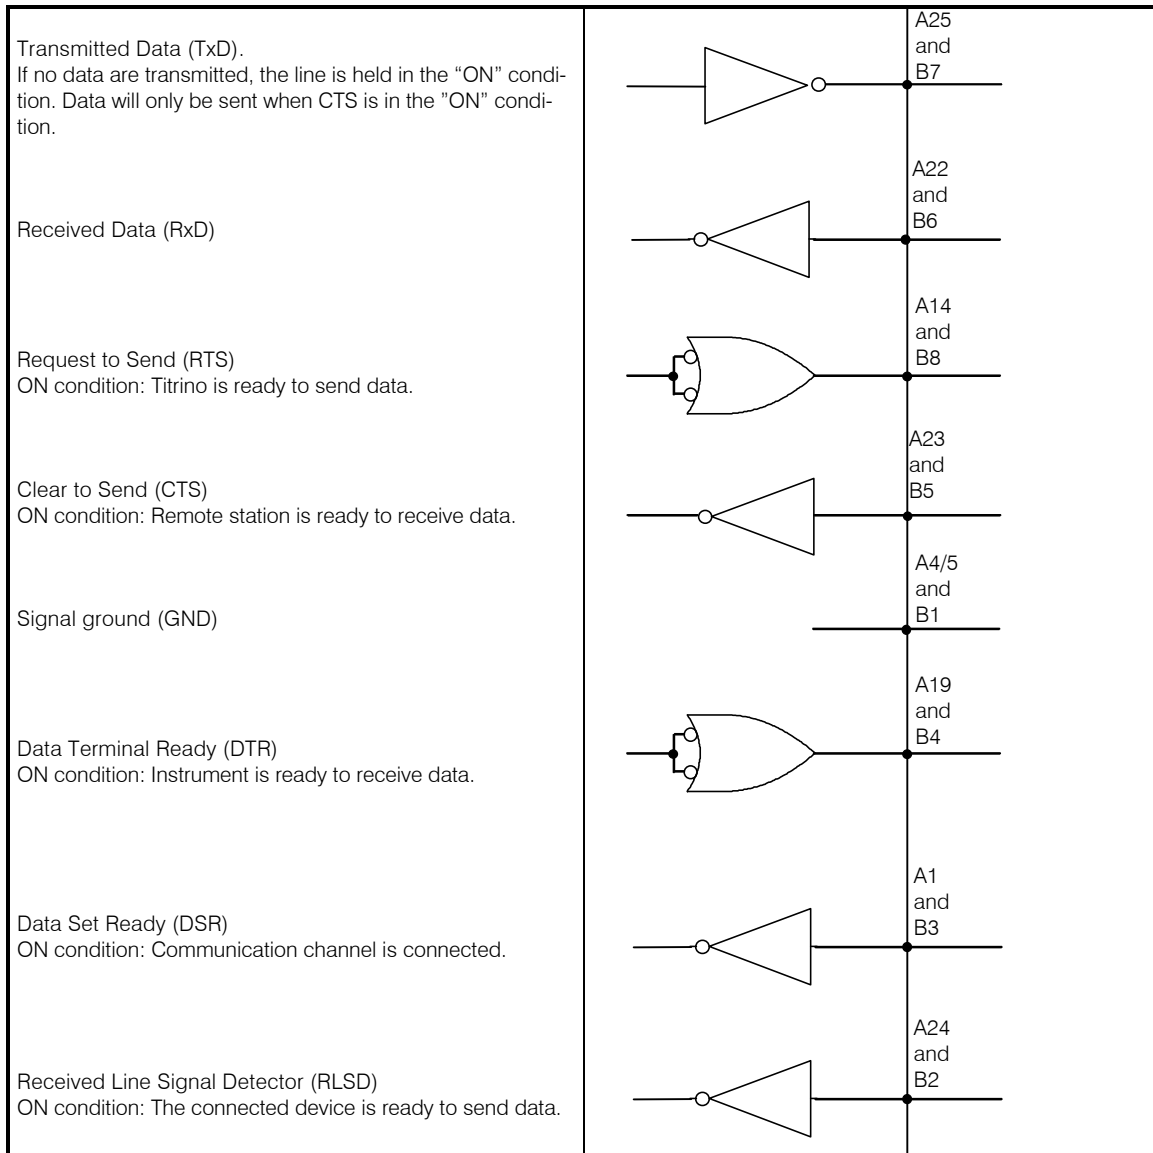 Transmitted Data (TxD).
If no data are transmitted, the line is held in the “ON” condi-
tion. Data will only be sent when CTS is in the ”ON” condi-
tion.
A25
and
B7
Received Data (RxD)
A22
and
B6
Request to Send (RTS)
ON condition: Titrino is ready to send data.
A14
and
B8
Clear to Send (CTS)
ON condition: Remote station is ready to receive data.
A23
and
B5
Signal ground (GND)
A4/5
and
B1
Data Terminal Ready (DTR)
ON condition: Instrument is ready to receive data.
A19
and
B4
Data Set Ready (DSR)
ON condition: Communication channel is connected.
A1
and
B3
Received Line Signal Detector (RLSD)
ON condition: The connected device is ready to send data.
A24
and
B2